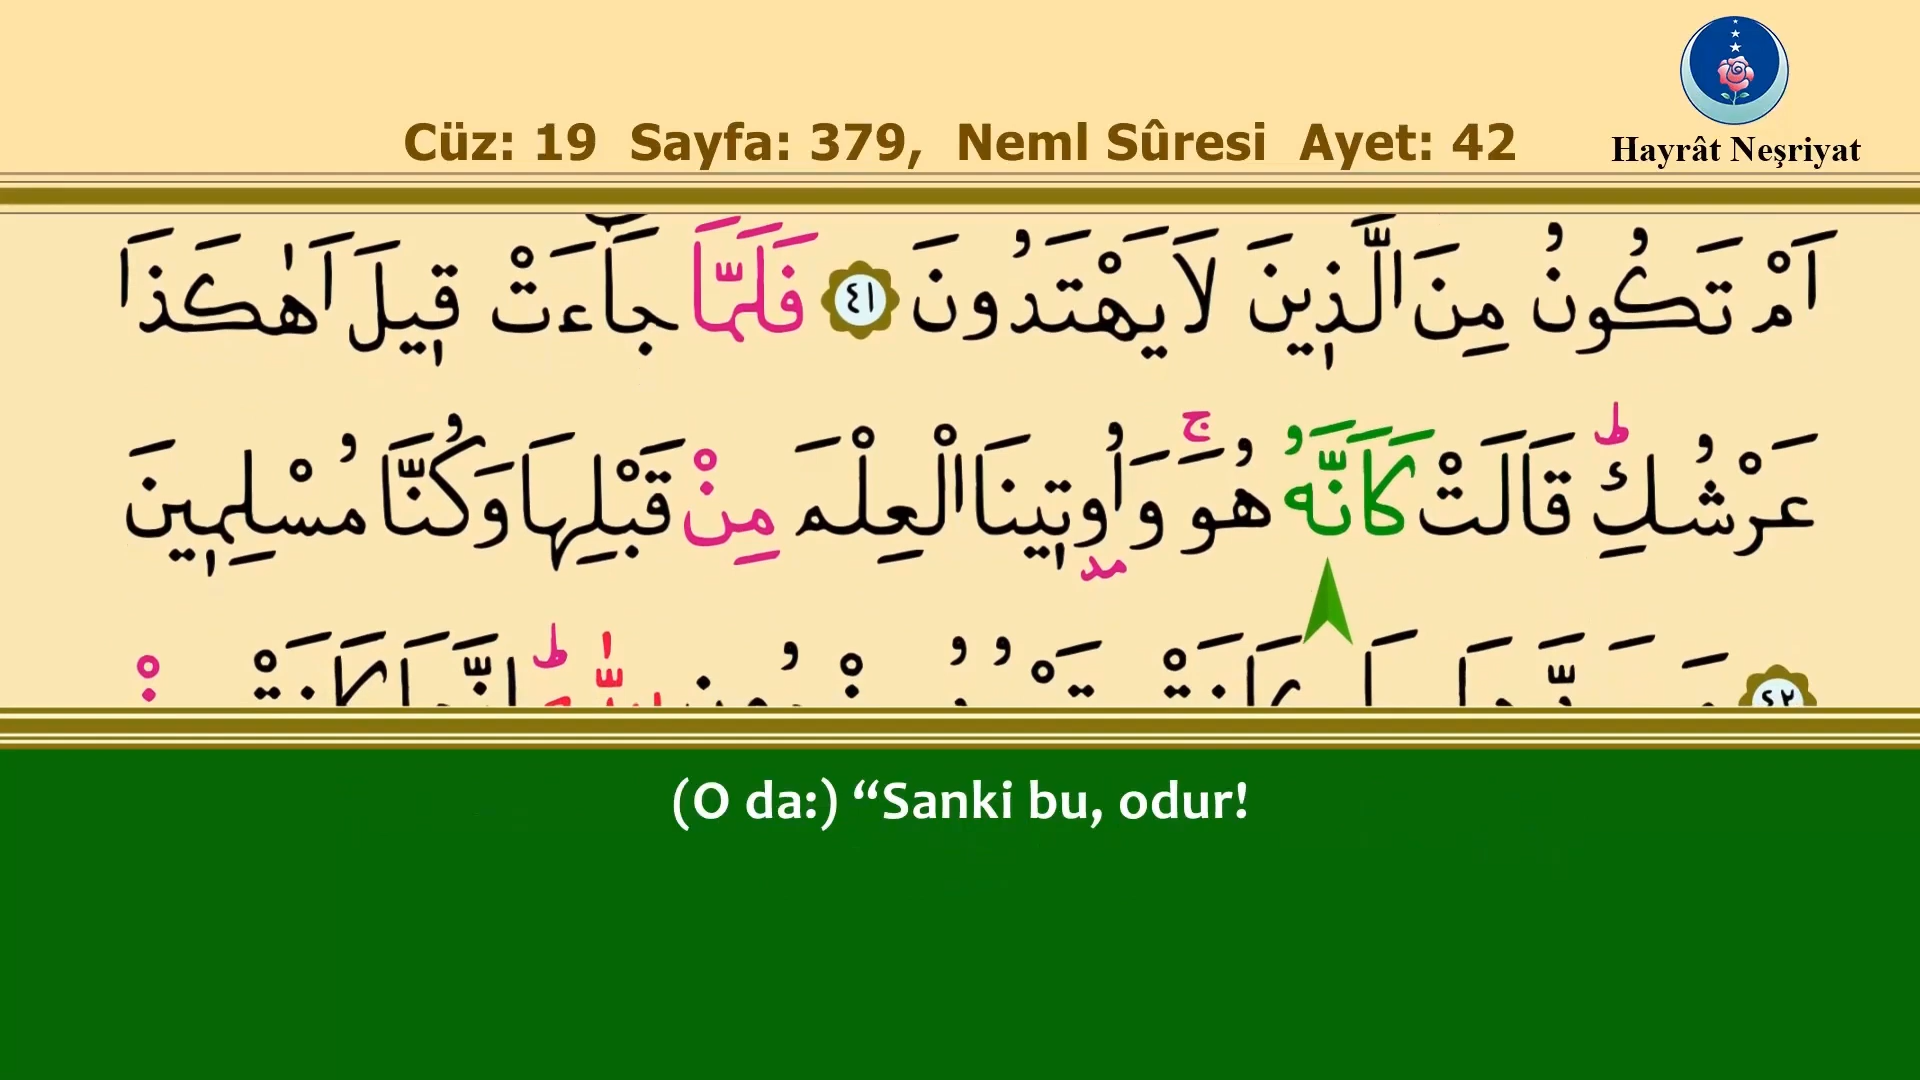 Cüz: 19 Sayfa: 379, Neml Sûresi Ayet: 42
Hayrât Neşriyat
اَمْ تَكُونُ مِنَ الَّذ۪ينَ لَا يَهْتَدُونَ ﴿٤١﴾ فَلَمَّا جَٓاءَتْ ق۪يلَ اَهٰكَذَا
عَرْشُكِۜ قَالَتْ كَاَنَّهُ هُوَۚ وَاُو۫ت۪ينَا الْعِلْمَ مِنْ قَبْلِهَا وَكُنَّا مُسْلِم۪ينَ
﴿٤٢﴾
(O da:) “Sanki bu, odur!